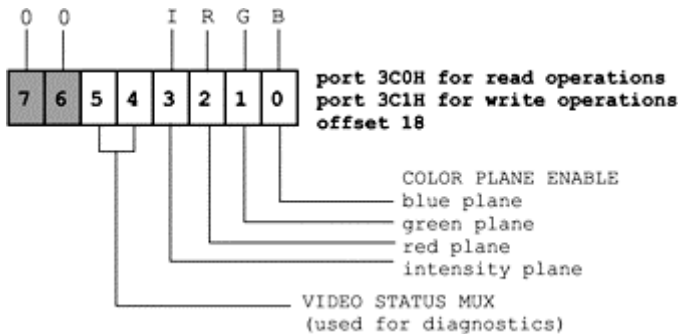 0 0 I R G B
7 6 5 4 3 2 1 0
port 3C0H for read operations
port 3C1H for write operations
offset 18
COLOR PLANE ENABLE
blue plane
green plane
red plane
intensity plane
VIDEO STATUS MUX
(used for diagnostics)